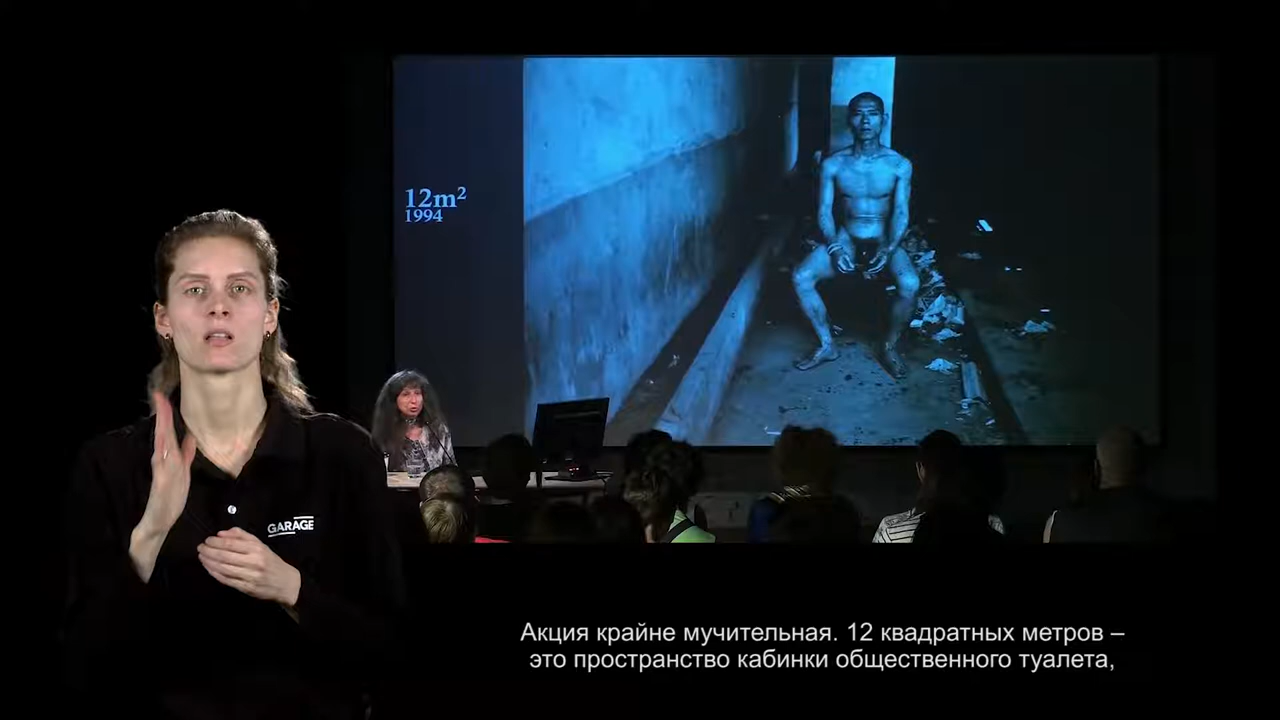 12m²
1994
GARAGE
Акция крайне мучительная. 12 квадратных метров –
это пространство кабинки общественного туалета,